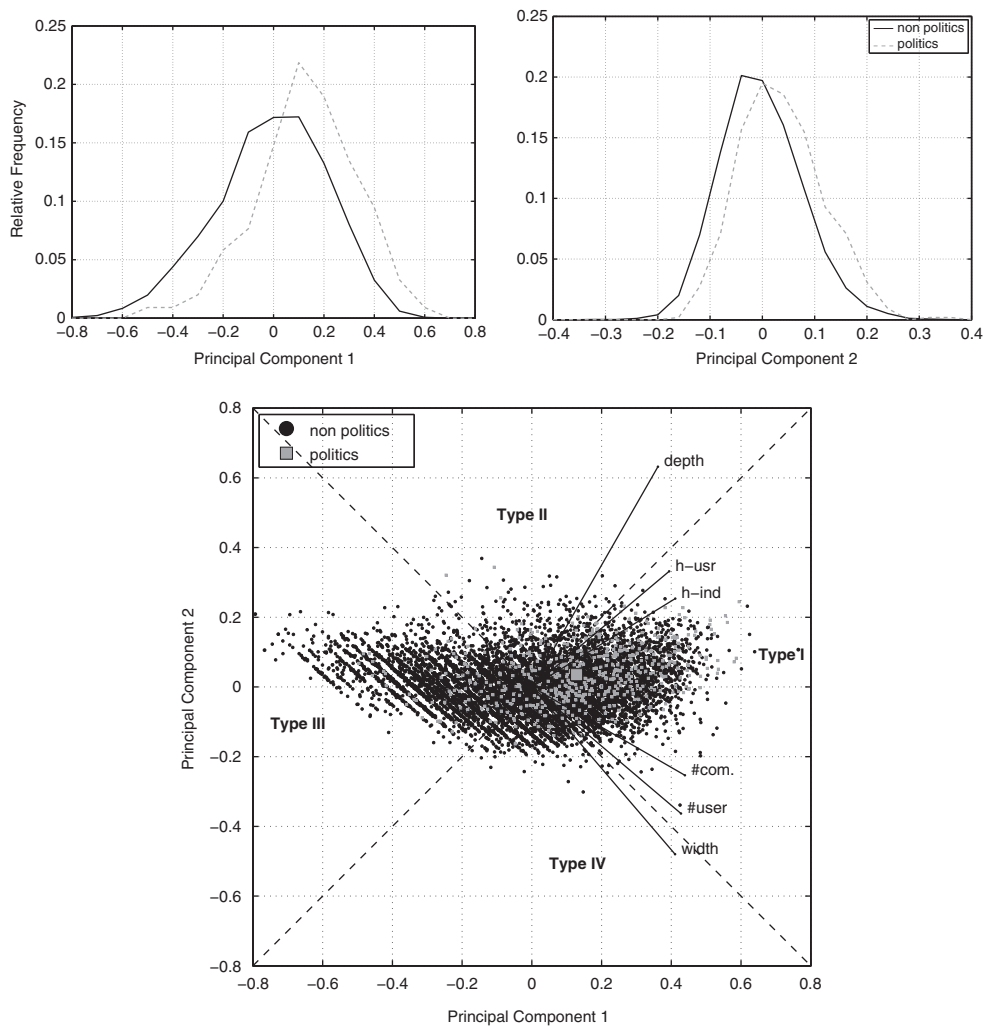 0.25
0.2
0.15
0.1
0.05
0
Relative Frequency
−0.8 −0.6 −0.4 −0.2 0 0.2 0.4 0.6 0.8
Principal Component 1
0.25
0.2
0.15
0.1
0.05
0
−0.4 −0.3 −0.2 −0.1 0 0.1 0.2 0.3 0.4
Principal Component 2
non politics
politics
0.8
0.6
0.4
0.2
0
−0.2
−0.4
−0.6
−0.8
Principal Component 2
non politics
politics
depth
Type II
h−usr
h−ind
Type I
Type III
#com.
#user
width
Type IV
−0.8 −0.6 −0.4 −0.2 0 0.2 0.4 0.6 0.8
Principal Component 1